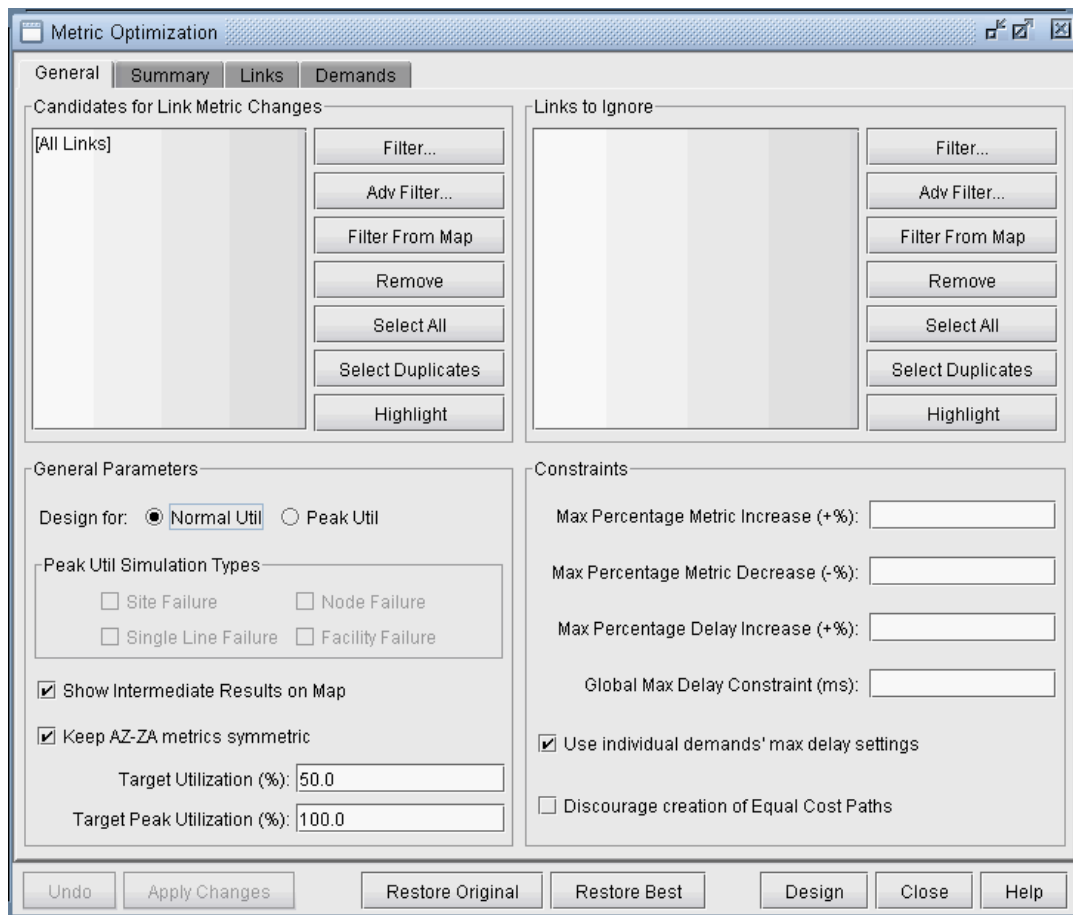 Metric Optimization
General Summary Links Demands
Candidates for Link Metric Changes
[All Links]
Filter...
Adv Filter...
Filter From Map
Remove
Select All
Select Duplicates
Highlight
Links to Ignore
Filter...
Adv Filter...
Filter From Map
Remove
Select All
Select Duplicates
Highlight
General Parameters
Design for: Normal Util Peak Util
Peak Util Simulation Types
Site Failure Node Failure
Single Line Failure Facility Failure
Show Intermediate Results on Map
Keep AZ-ZA metrics symmetric
Target Utilization (%): 50.0
Target Peak Utilization (%): 100.0
Constraints
Max Percentage Metric Increase (+%):
Max Percentage Metric Decrease (-%):
Max Percentage Delay Increase (+%):
Global Max Delay Constraint (ms):
Use individual demands' max delay settings
Discourage creation of Equal Cost Paths
Undo Apply Changes Restore Original Restore Best Design Close Help